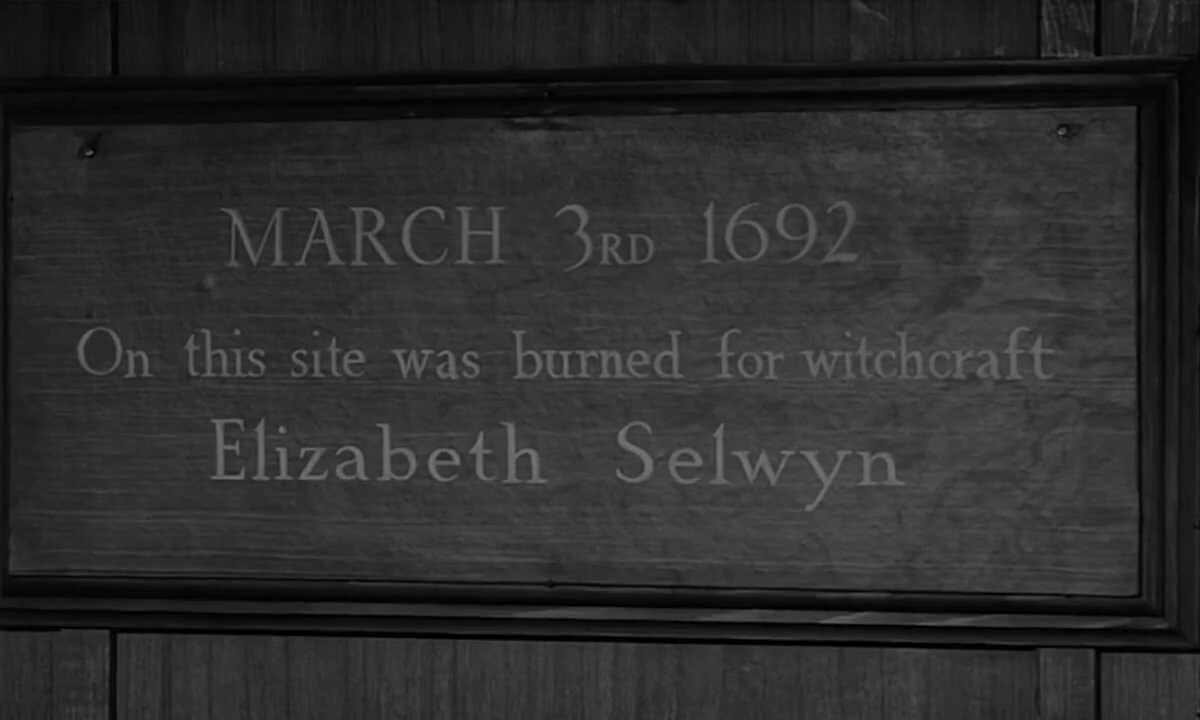 MARCH 3RD 1692
On this site was burned for witchcraft
Elizabeth Selwyn